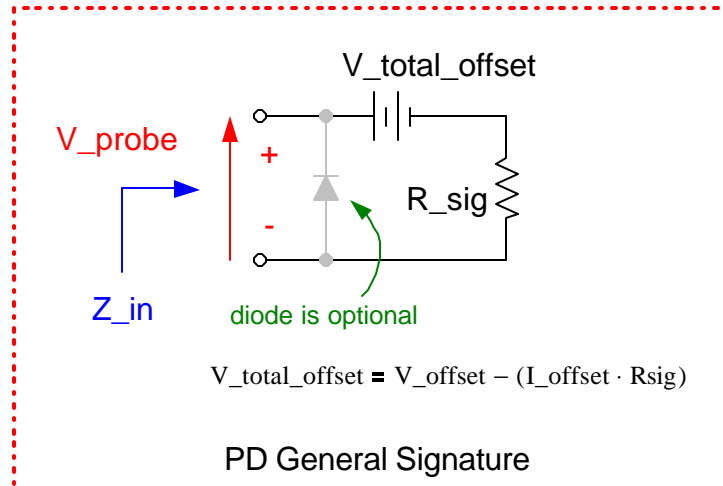 V_total_offset
V_probe
+
R_sig
-
Z_in
diode is optional
V_total_offset = V_offset − (I_offset · Rsig)
PD General Signature